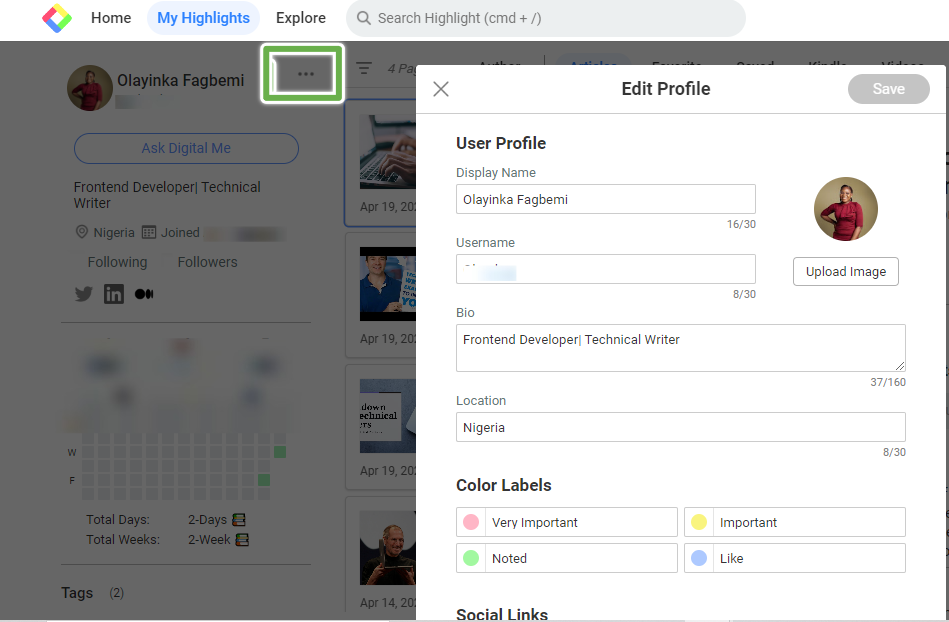 Home My Highlights Explore Search Highlight (cmd + /)
Olayinka Fagbemi
Ask Digital Me
Frontend Developer| Technical
Writer
Nigeria Joined
Following Followers
W
F
Total Days: 2-Days
Total Weeks: 2-Week
Tags (2)
4 Pag
Author Articles Favorite Saved Kindle Videos
Apr 19, 202
Apr 19, 202
down
technical
Apr 19, 202
Apr 14, 202
Edit Profile
Save
User Profile
Display Name
Olayinka Fagbemi
16/30
Username
8/30
Upload Image
Bio
Frontend Developer| Technical Writer
37/160
Location
Nigeria
8/30
Color Labels
Very Important Important
Noted Like
Social Links